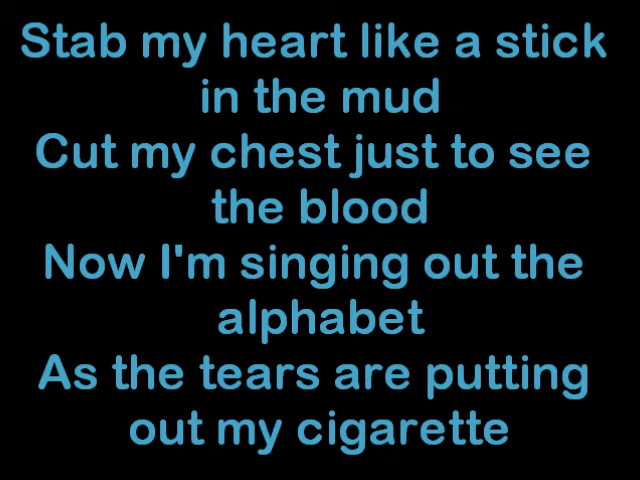 Stab my heart like a stick
in the mud
Cut my chest just to see
the blood
Now I'm singing out the
alphabet
As the tears are putting
out my cigarette